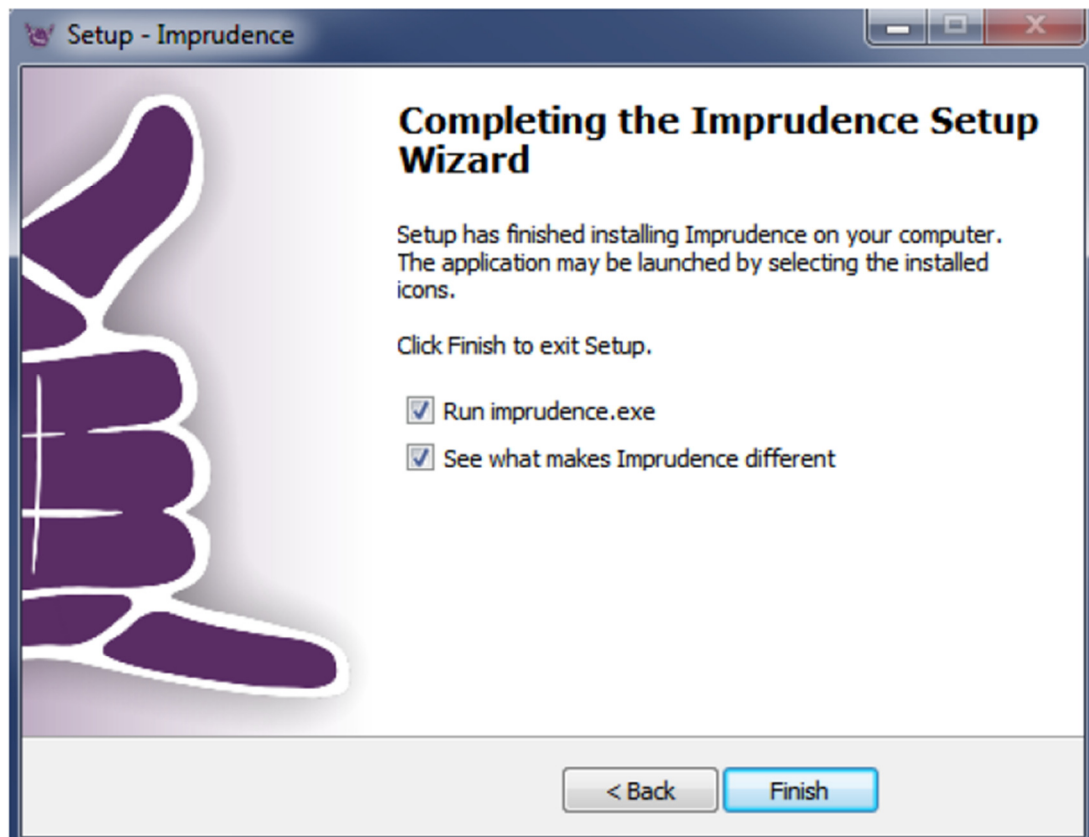 Setup - Imprudence
Completing the Imprudence Setup
Wizard
Setup has finished installing Imprudence on your computer.
The application may be launched by selecting the installed
icons.
Click Finish to exit Setup.
Run imprudence.exe
See what makes Imprudence different
< Back Finish